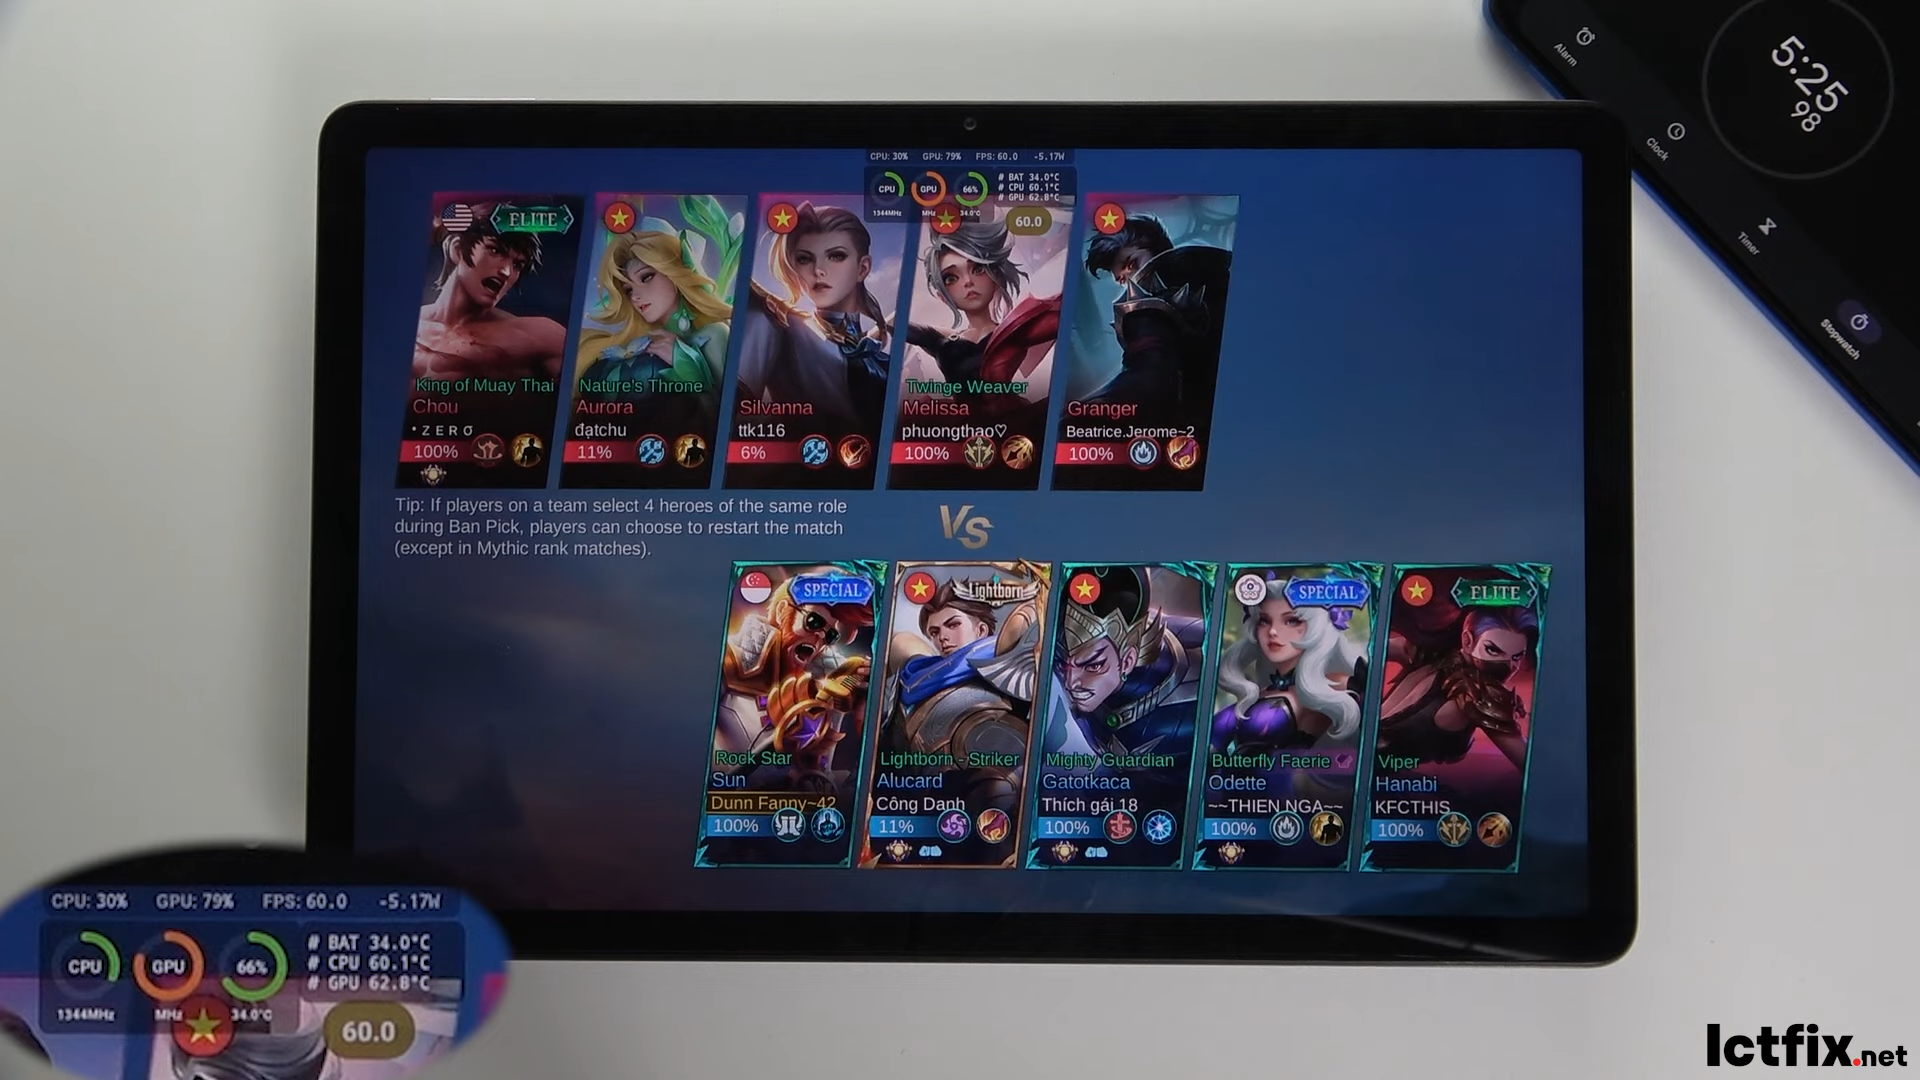 Alarm
5:25
98
Clock
Timer
Stopwatch
CPU: 30% GPU: 79% FPS: 60.0 -5.17W
CPU GPU 66%
# BAT 34.0°C
# CPU 60.1°C
# GPU 62.8°C
1344MHz MHz 34.0°C
60.0
ELITE
King of Muay Thai
Chou
• Z E R O
100%
Nature's Throne
Aurora
đạtchu
11%
Silvanna
ttk116
6%
Twinge Weaver
Melissa
phuongthao♡
100%
Granger
Beatrice.Jerome~2
100%
Tip: If players on a team select 4 heroes of the same role
during Ban Pick, players can choose to restart the match
(except in Mythic rank matches).
VS
SPECIAL
Rock Star
Sun
Dunn Fanny~42
100%
Lightborn
Lightborn - Striker
Alucard
Công Danh
11%
Mighty Guardian
Gatotkaca
Thích gái 18
100%
SPECIAL
Butterfly Faerie
Odette
~~THIEN NGA~~
100%
ELITE
Viper
Hanabi
KFCTHIS
100%
CPU: 30% GPU: 79% FPS: 60.0 -5.17W
CPU GPU 66%
# BAT 34.0°C
# CPU 60.1°C
# GPU 62.8°C
1344MHz MHz 34.0°C
60.0
Ictfix.net